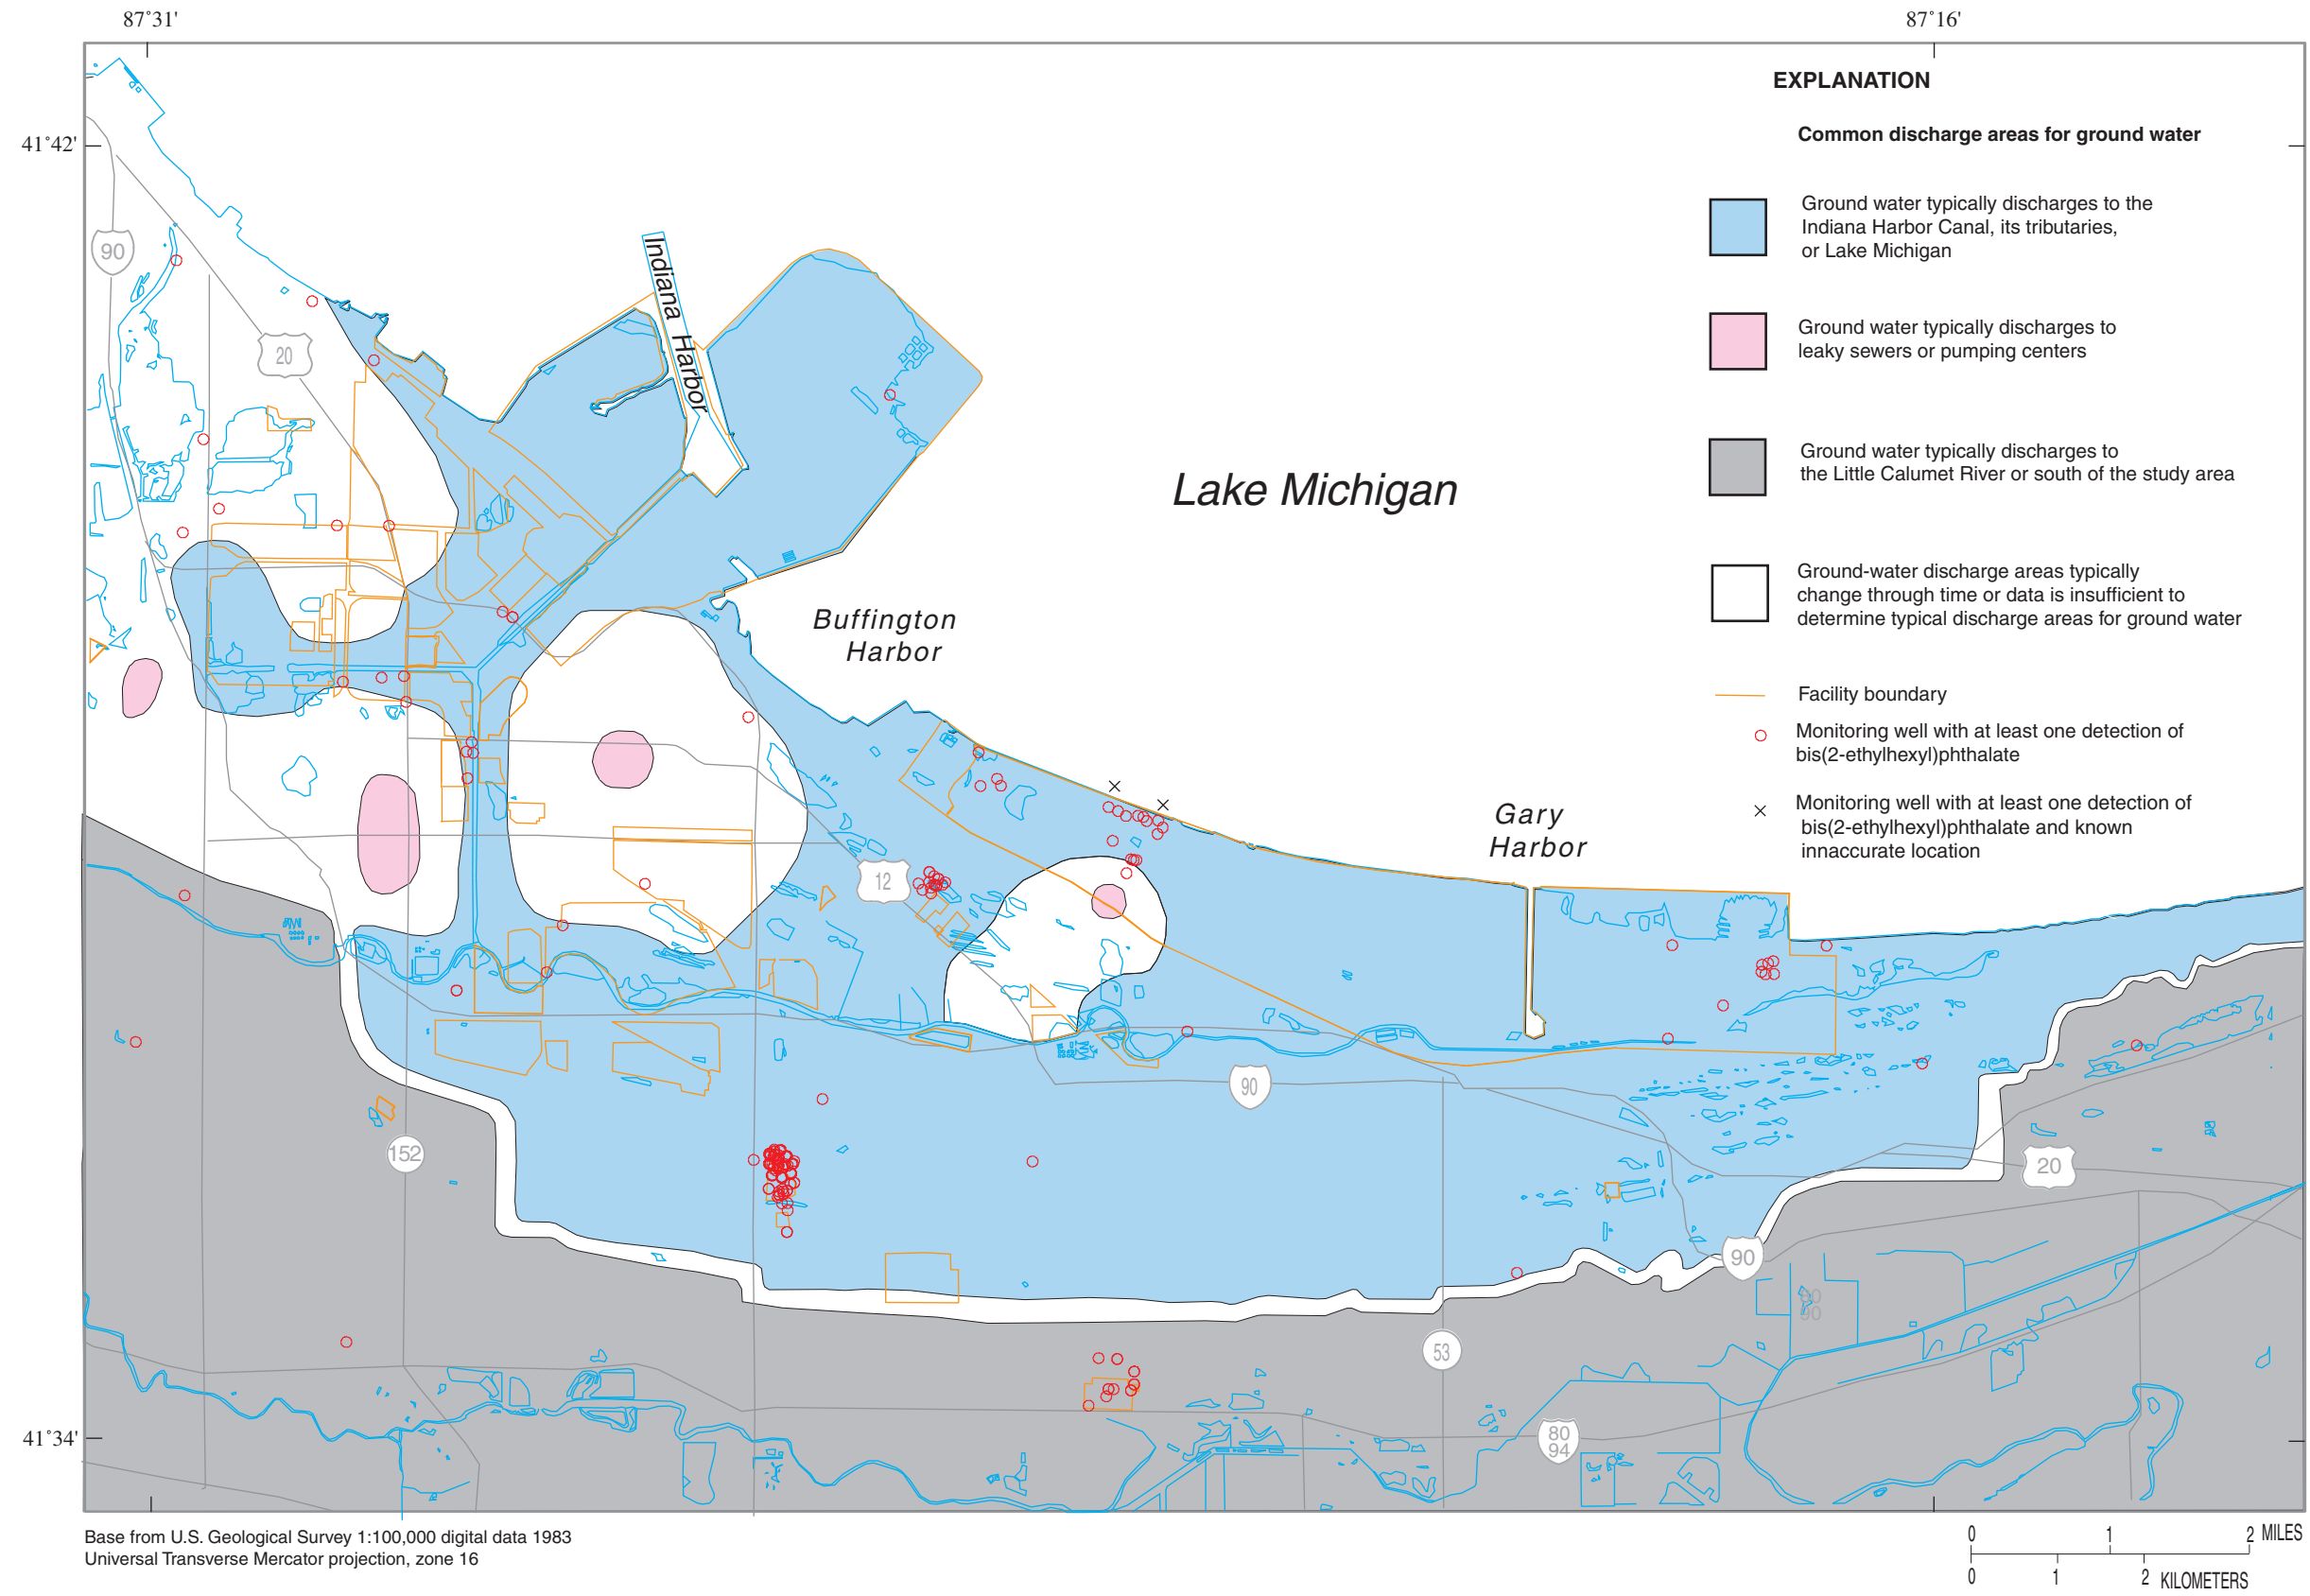 87˚31'
87˚16'
41˚42'
41˚34'
EXPLANATION
Common discharge areas for ground water
Ground water typically discharges to the
Indiana Harbor Canal, its tributaries,
or Lake Michigan
Ground water typically discharges to
leaky sewers or pumping centers
Ground water typically discharges to
the Little Calumet River or south of the study area
Ground-water discharge areas typically
change through time or data is insufficient to
determine typical discharge areas for ground water
Facility boundary
Monitoring well with at least one detection of
bis(2-ethylhexyl)phthalate
Monitoring well with at least one detection of
bis(2-ethylhexyl)phthalate and known
innaccurate location
90
20
Indiana Harbor
Lake Michigan
Buffington
Harbor
Gary
Harbor
12
90
152
20
90
90
90
53
80
94
Base from U.S. Geological Survey 1:100,000 digital data 1983
Universal Transverse Mercator projection, zone 16
0 1 2 MILES
0 1 2 KILOMETERS